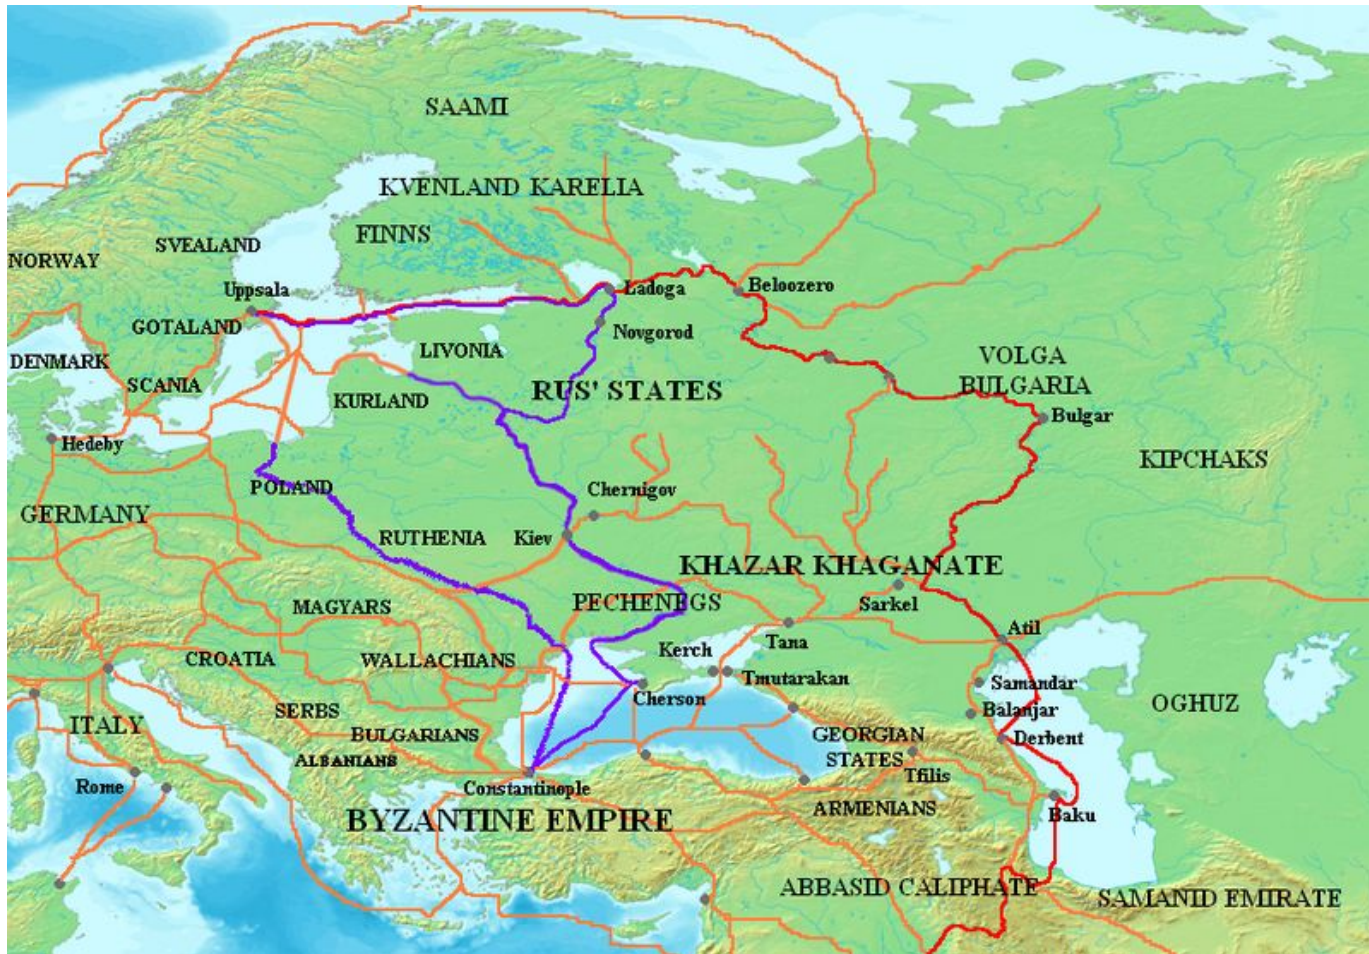 SAAMI
KVENLAND KARELIA
FINNS
SVEALAND
NORWAY
Uppsala
Ladoga
Beloozero
GOTALAND
Novgorod
LIVONIA
DENMARK
VOLGA
BULGARIA
SCANIA
KURLAND
RUS' STATES
Bulgar
Hedeby
KIPCHAKS
POLAND
Chernigov
GERMANY
RUTHENIA
Kiev
KHAZAR KHAGANATE
MAGYARS
PECHENEGS
Sarkel
Tana
Atil
CROATIA
WALLACHIANS
Kerch
Tmutarakan
Samandar
Cherson
OGHUZ
SERBS
Balanjar
ITALY
BULGARIANS
GEORGIAN
STATES
Derbent
ALBANIANS
Tfilis
Rome
Constantinople
ARMENIANS
Baku
BYZANTINE EMPIRE
ABBASID CALIPHATE
SAMANID EMIRATE